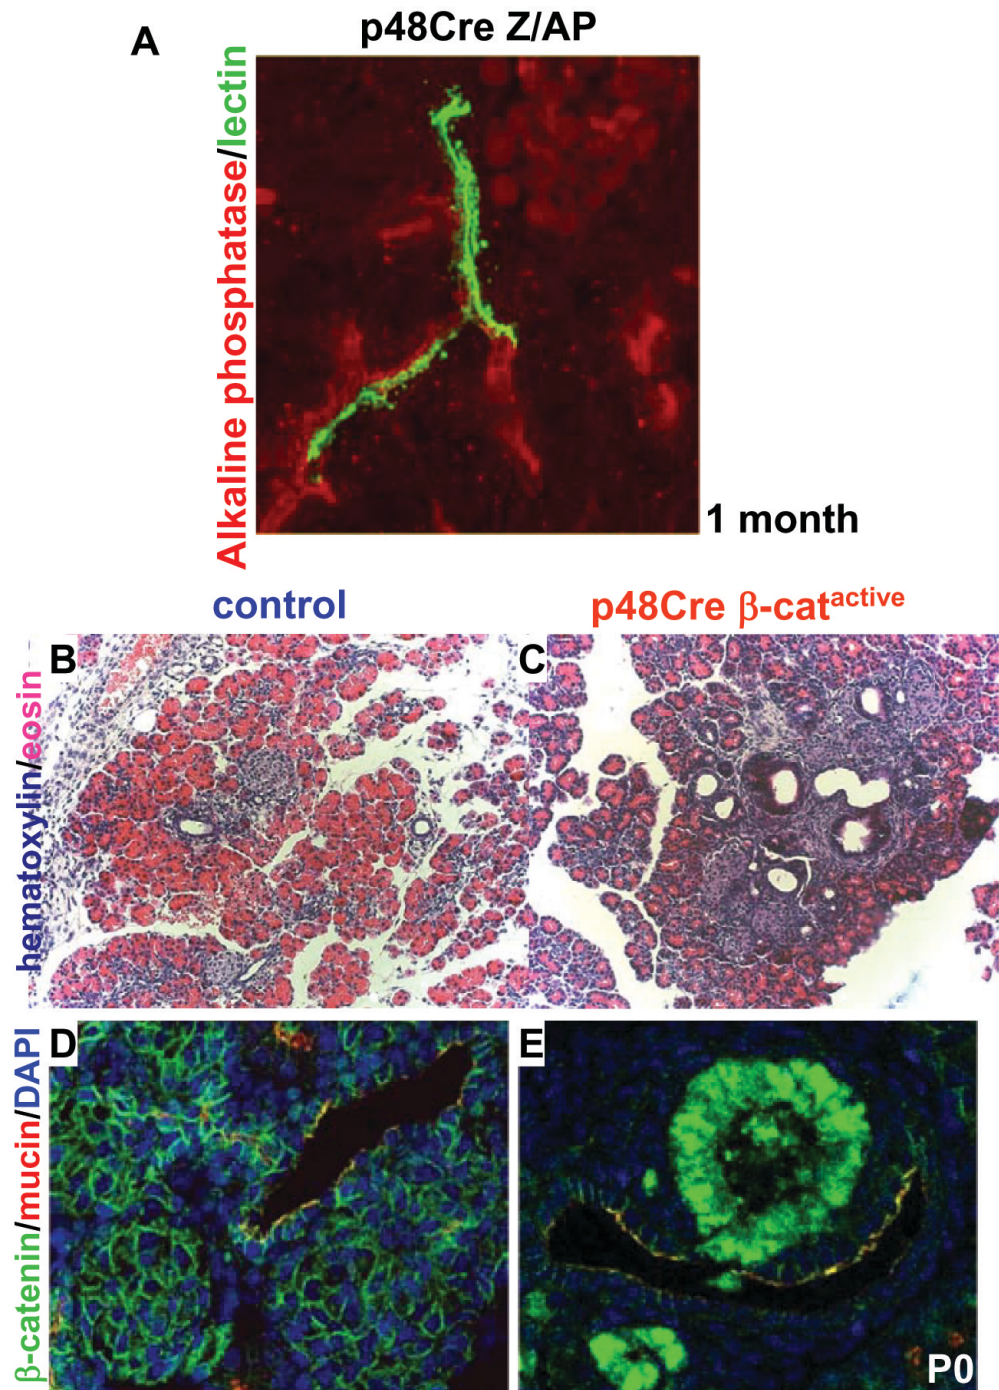 A
p48Cre Z/AP
Alkaline phosphatase/lectin
1 month
control
p48Cre β-catactive
hematoxylin/eosin
B
C
β-catenin/mucin/DAPI
D
E
P0